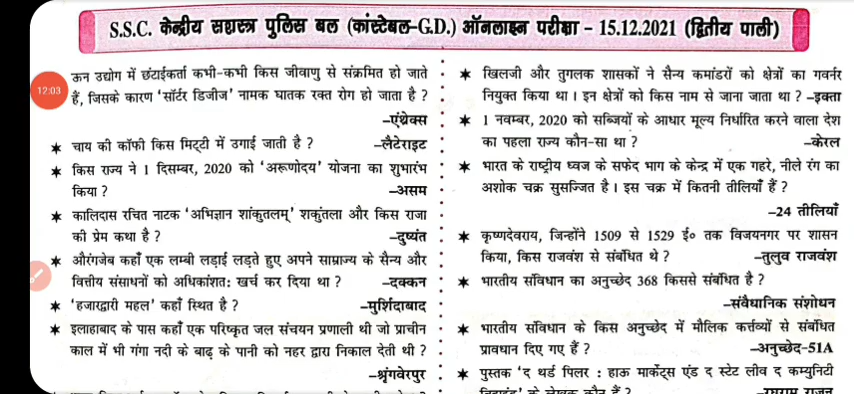 S.S.C. केन्द्रीय सशस्त्र पुलिस बल (कांस्टेबल-G.D.) ऑनलाइन परीक्षा - 15.12.2021 (द्वितीय पाली)
12:03
ऊन उद्योग में छंटाईकर्ता कभी-कभी किस जीवाणु से संक्रमित हो जाते
हैं, जिसके कारण 'सॉर्टर डिजीज' नामक घातक रक्त रोग हो जाता है ?
–एंथ्रेक्स
✶ चाय की कॉफी किस मिट्टी में उगाई जाती है ? –लैटेराइट
✶ किस राज्य ने 1 दिसम्बर, 2020 को 'अरूणोदय' योजना का शुभारंभ
किया ? –असम
✶ कालिदास रचित नाटक 'अभिज्ञान शांकुतलम्' शकुंतला और किस राजा
की प्रेम कथा है ? –दुष्यंत
✶ औरंगजेब कहाँ एक लम्बी लड़ाई लड़ते हुए अपने साम्राज्य के सैन्य और
वित्तीय संसाधनों को अधिकांशत: खर्च कर दिया था ? –दक्कन
✶ 'हजारद्वारी महल' कहाँ स्थित है ? –मुर्शिदाबाद
✶ इलाहाबाद के पास कहाँ एक परिष्कृत जल संचयन प्रणाली थी जो प्राचीन
काल में भी गंगा नदी के बाढ़ के पानी को नहर द्वारा निकाल देती थी ?
–श्रृंगवेरपुर
✶ खिलजी और तुगलक शासकों ने सैन्य कमांडरों को क्षेत्रों का गवर्नर
नियुक्त किया था । इन क्षेत्रों को किस नाम से जाना जाता था ? –इक्ता
✶ 1 नवम्बर, 2020 को सब्जियों के आधार मूल्य निर्धारित करने वाला देश
का पहला राज्य कौन-सा था ? –केरल
✶ भारत के राष्ट्रीय ध्वज के सफेद भाग के केन्द्र में एक गहरे, नीले रंग का
अशोक चक्र सुसज्जित है । इस चक्र में कितनी तीलियाँ हैं ?
–24 तीलियाँ
✶ कृष्णदेवराय, जिन्होंने 1509 से 1529 ई० तक विजयनगर पर शासन
किया, किस राजवंश से संबंधित थे ? –तुलुव राजवंश
✶ भारतीय संविधान का अनुच्छेद 368 किससे संबंधित है ?
–संवैधानिक संशोधन
✶ भारतीय संविधान के किस अनुच्छेद में मौलिक कर्त्तव्यों से संबंधित
प्रावधान दिए गए हैं ? –अनुच्छेद-51A
✶ पुस्तक 'द थर्ड पिलर : हाऊ मार्केट्स एंड द स्टेट लीव द कम्युनिटी
के लेखक कौन हैं ? –रघुराम राजन